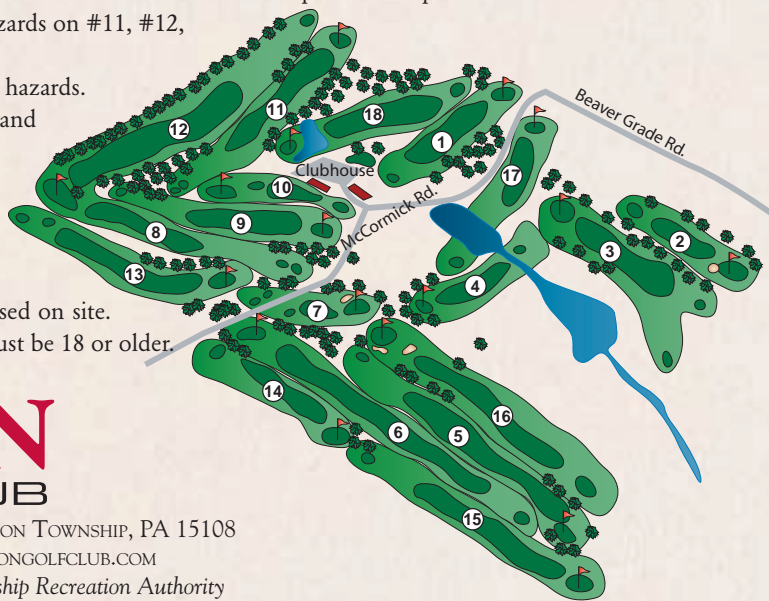 zards on #11, #12,
hazards.
and
sed on site.
ust be 18 or older.
N
UB
ON TOWNSHIP, PA 15108
ONGOLFCLUB.COM
ship Recreation Authority
Beaver Grade Rd.
McCormick Rd.
Clubhouse
1
2
3
4
5
6
7
8
9
10
11
12
13
14
15
16
17
18